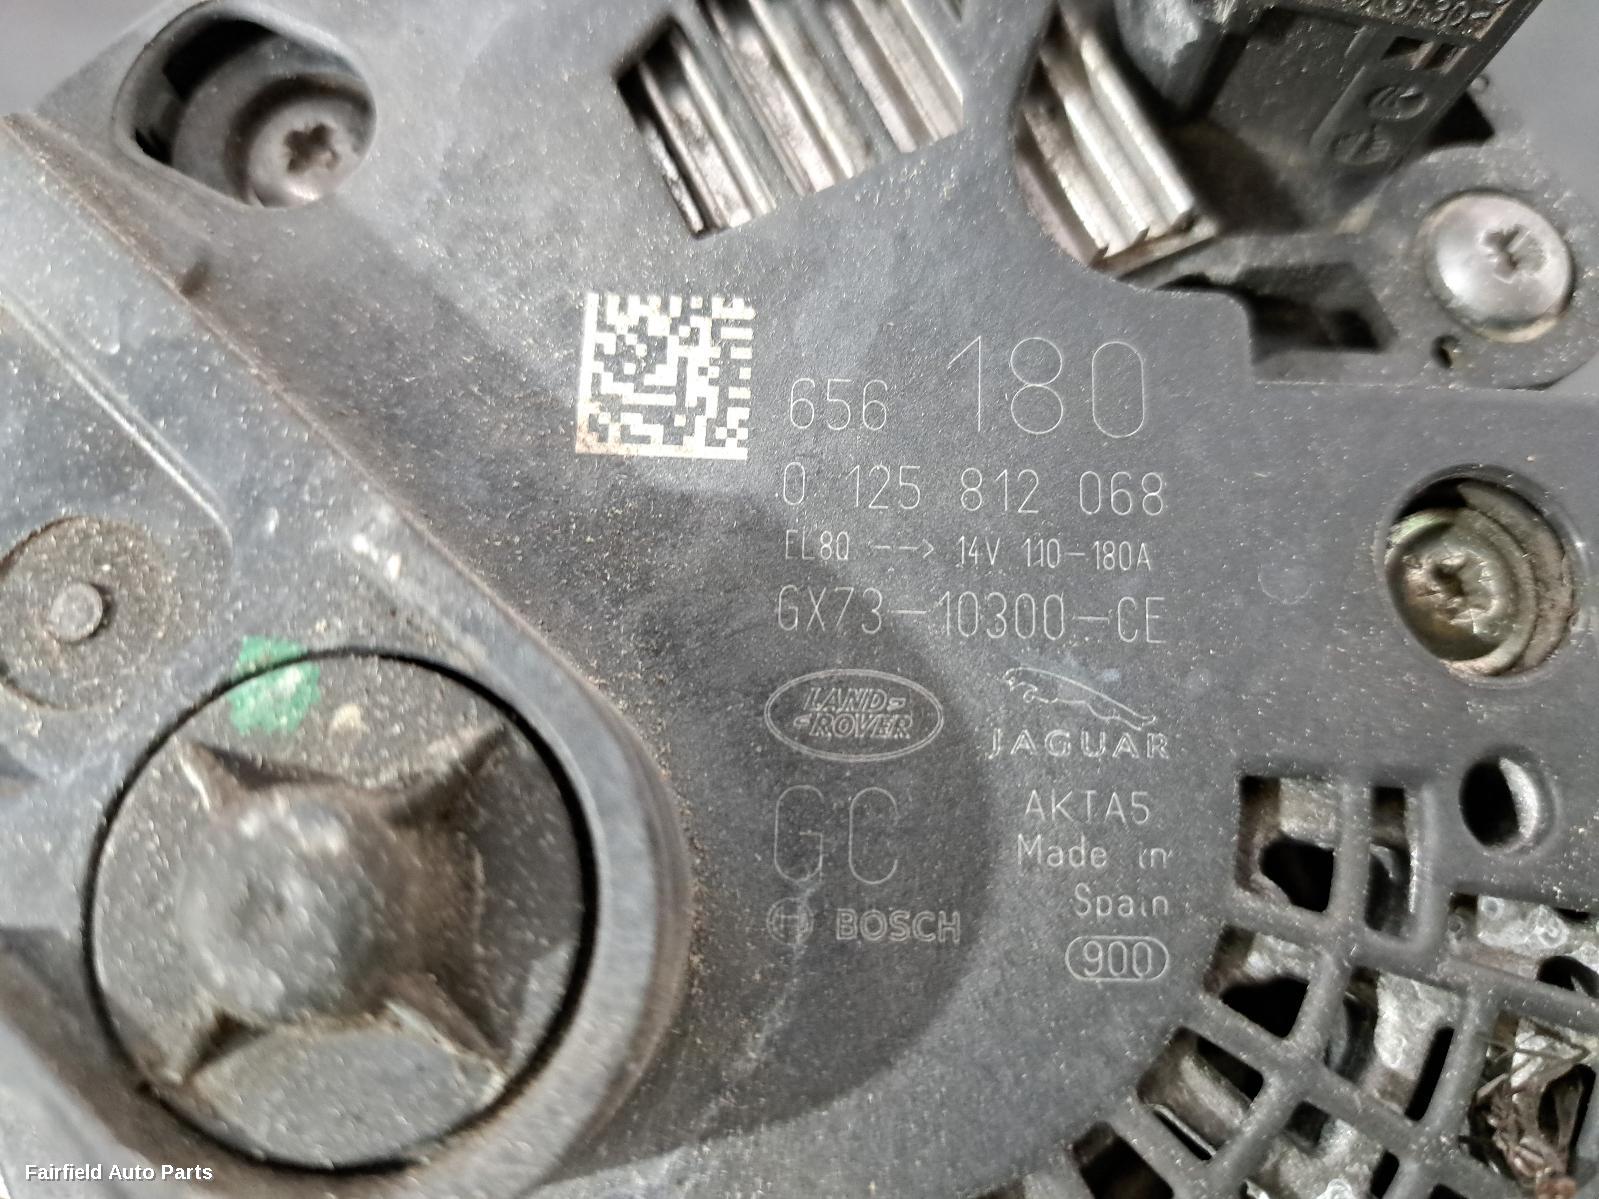 656 180
0 125 812 068
EL8Q --> 14V 110-180A
GX73-10300-CE
LAND-
-ROVER
JAGUAR
GC
AKTA5
Made in
Spain
BOSCH
900
Fairfield Auto Parts